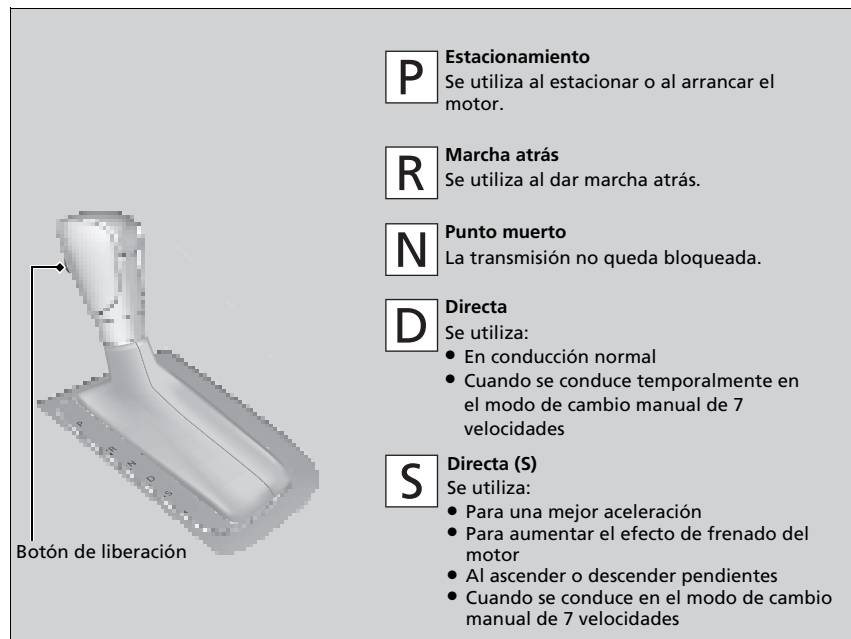 P
Estacionamiento
Se utiliza al estacionar o al arrancar el
motor.
R
Marcha atrás
Se utiliza al dar marcha atrás.
N
Punto muerto
La transmisión no queda bloqueada.
D
Directa
Se utiliza:
● En conducción normal
● Cuando se conduce temporalmente en
el modo de cambio manual de 7
velocidades
S
Directa (S)
Se utiliza:
● Para una mejor aceleración
● Para aumentar el efecto de frenado del
motor
● Al ascender o descender pendientes
● Cuando se conduce en el modo de cambio
manual de 7 velocidades
Botón de liberación
P
R
N
D
S